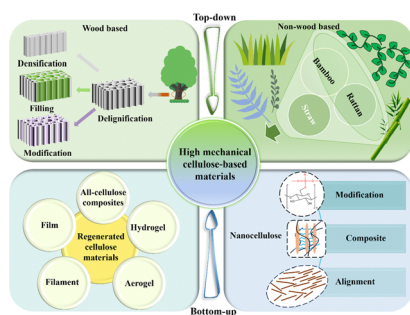 Top-down
Wood based
Densification
Filling
Delignification
Modification
Non-wood based
Bamboo
Rattan
Straw
High mechanical
cellulose-based
materials
All-cellulose
composites
Film
Hydrogel
Regenerated
cellulose
materials
Filament
Aerogel
Nanocellulose
Modification
Composite
Alignment
Bottom-up